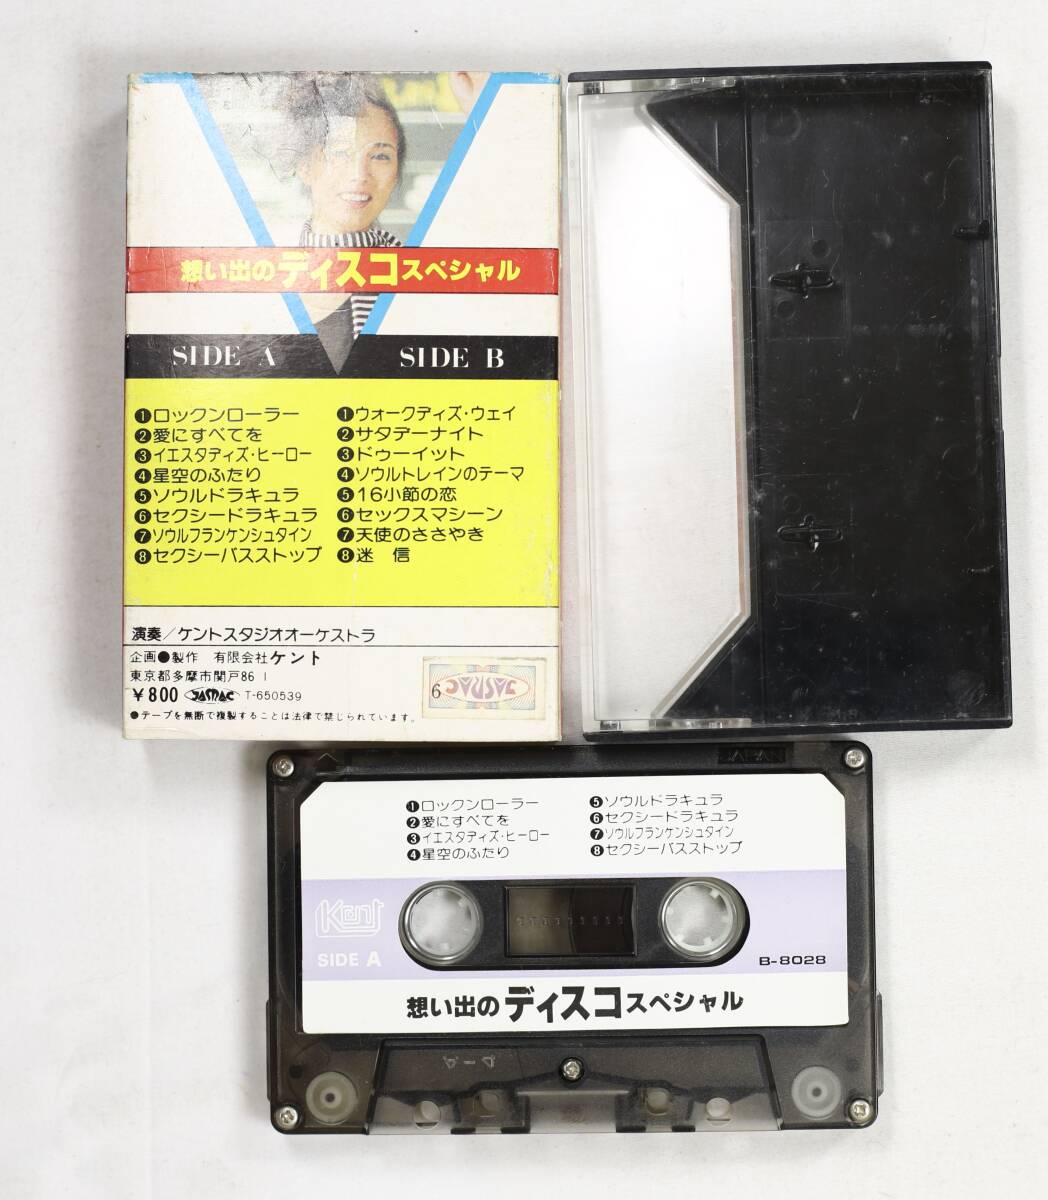 想い出のディスコスペシャル
SIDE A
SIDE B
❶ロックンローラー
❷愛にすべてを
❸イエスタディズ・ヒーロー
❹星空のふたり
❺ソウルドラキュラ
❻セクシードラキュラ
❼ソウルフランケンシュタイン
❽セクシーバスストップ
❶ウォークディズ・ウェイ
❷サタデーナイト
❸ドゥーイット
❹ソウルトレインのテーマ
❺16小節の恋
❻セックスマシーン
❼天使のささやき
❽迷 信
演奏/ケントスタジオオーケストラ
企画●製作 有限会社ケント
東京都多摩市関戸86 1
¥800 JASRAC T-650539
●テープを無断で複製することは法律で禁じられています。
6 JASRAC
JAPAN
❶ロックンローラー
❷愛にすべてを
❸イエスタディズ・ヒーロー
❹星空のふたり
❺ソウルドラキュラ
❻セクシードラキュラ
❼ソウルフランケンシュタイン
❽セクシーバスストップ
Kent
SIDE A
B-8028
想い出のディスコスペシャル